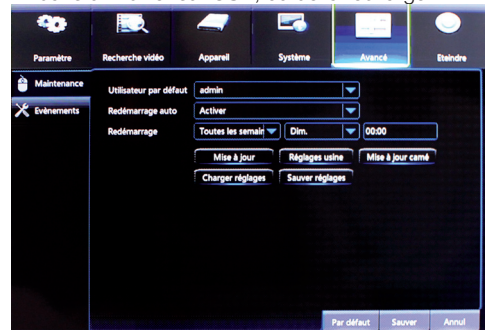 Paramètre Recherche vidéo Appareil Système Avancé Eteindre
Maintenance
Evènements
Utilisateur par défaut admin
Redémarrage auto Activer
Redémarrage Toutes les semain Dim. 00:00
Mise à jour Réglages usine Mise à jour camé
Charger réglages Sauver réglages
Par défaut Sauver Annul